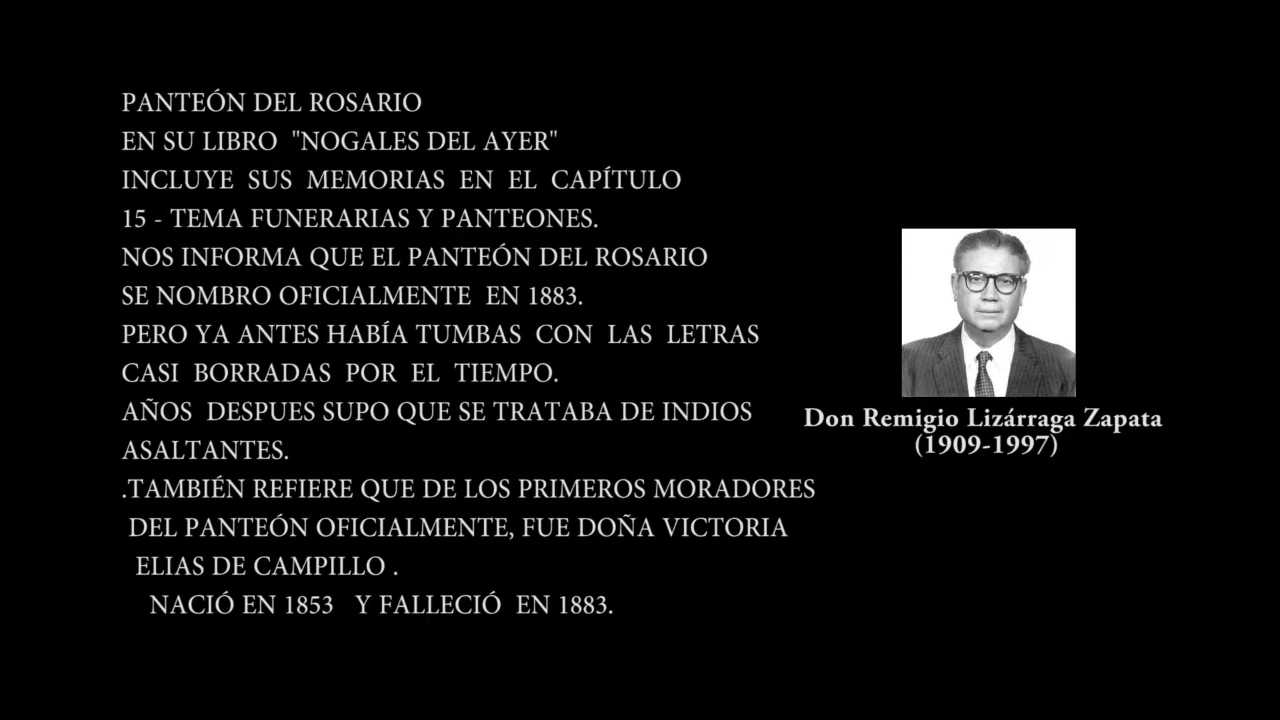 PANTEÓN DEL ROSARIO
EN SU LIBRO "NOGALES DEL AYER"
INCLUYE SUS MEMORIAS EN EL CAPÍTULO
15 - TEMA FUNERARIAS Y PANTEONES.
NOS INFORMA QUE EL PANTEÓN DEL ROSARIO
SE NOMBRO OFICIALMENTE EN 1883.
PERO YA ANTES HABÍA TUMBAS CON LAS LETRAS
CASI BORRADAS POR EL TIEMPO.
AÑOS DESPUES SUPO QUE SE TRATABA DE INDIOS
ASALTANTES.
.TAMBIÉN REFIERE QUE DE LOS PRIMEROS MORADORES
DEL PANTEÓN OFICIALMENTE, FUE DOÑA VICTORIA
ELIAS DE CAMPILLO .
NACIÓ EN 1853 Y FALLECIÓ EN 1883.
Don Remigio Lizárraga Zapata
(1909-1997)